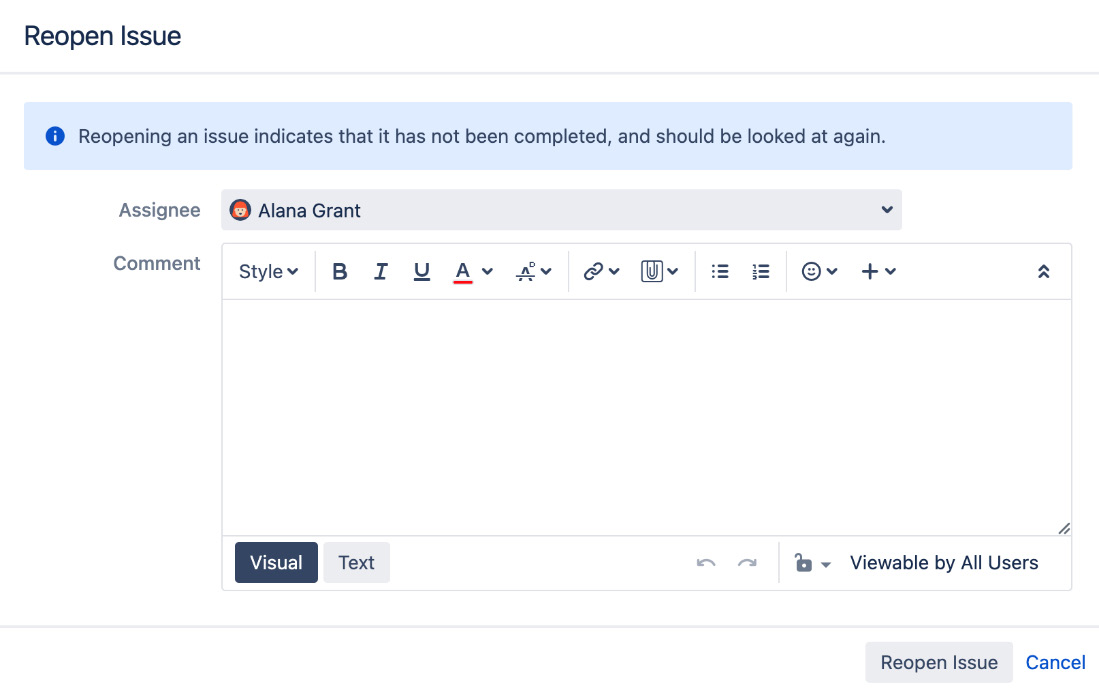 Reopen Issue
Reopening an issue indicates that it has not been completed, and should be looked at again.
Assignee Alana Grant
Comment Style B I U A
Visual Text Viewable by All Users
Reopen Issue Cancel